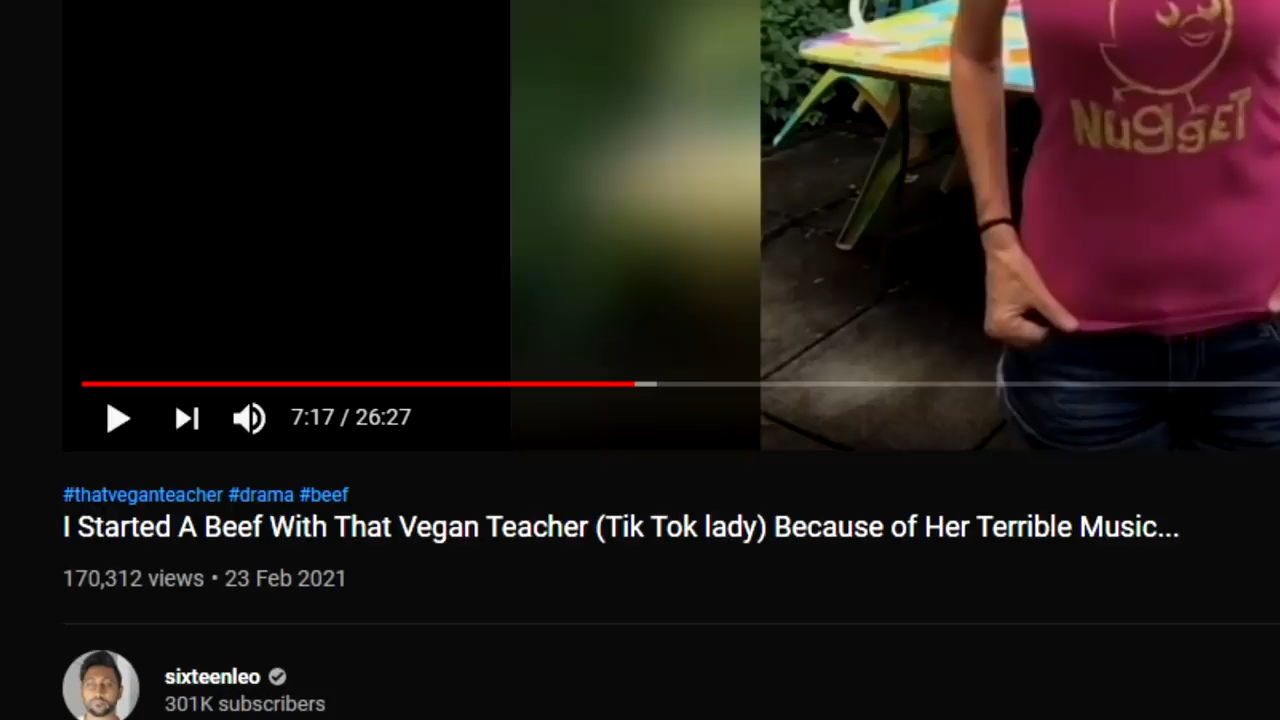 NuggET
7:17 / 26:27
#thatveganteacher #drama #beef
I Started A Beef With That Vegan Teacher (Tik Tok lady) Because of Her Terrible Music...
170,312 views • 23 Feb 2021
sixteenleo
301K subscribers